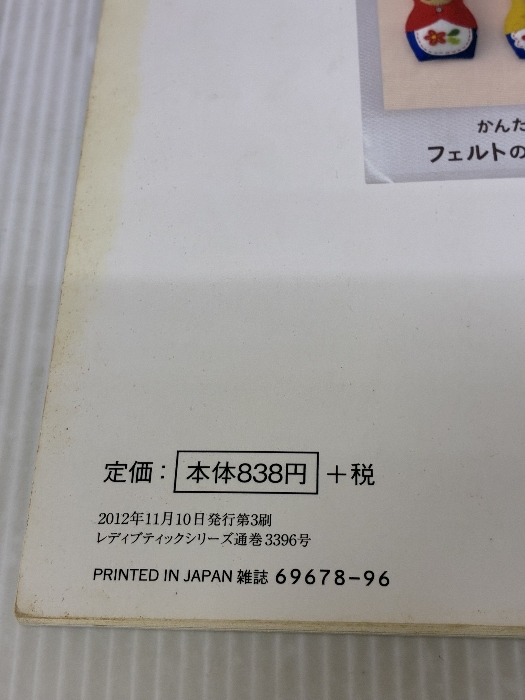 かんた
フェルトの
定価：本体838円＋税
2012年11月10日発行第3刷
レディブティックシリーズ通巻3396号
PRINTED IN JAPAN 雑誌 69678-96